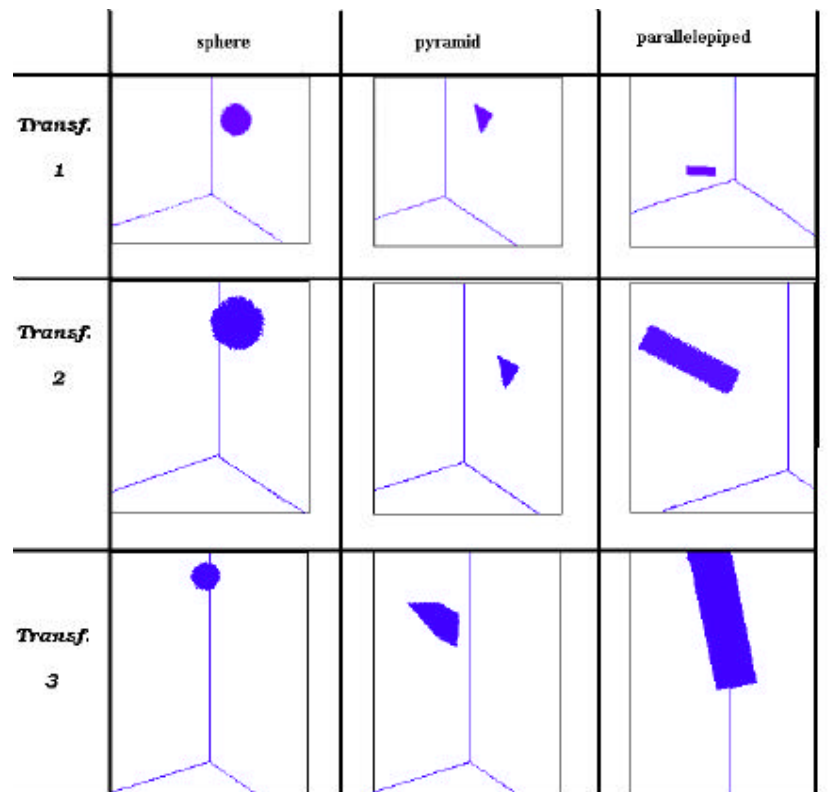 sphere pyramid parallelepiped
Transf.
1
Transf.
2
Transf.
3